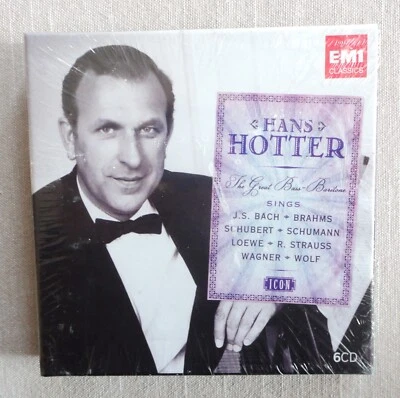 EMI
CLASSICS
HANS
HOTTER
The Great Bass-Baritone
SINGS
J.S. BACH + BRAHMS
SCHUBERT + SCHUMANN
LOEWE + R. STRAUSS
WAGNER + WOLF
ICON
6CD